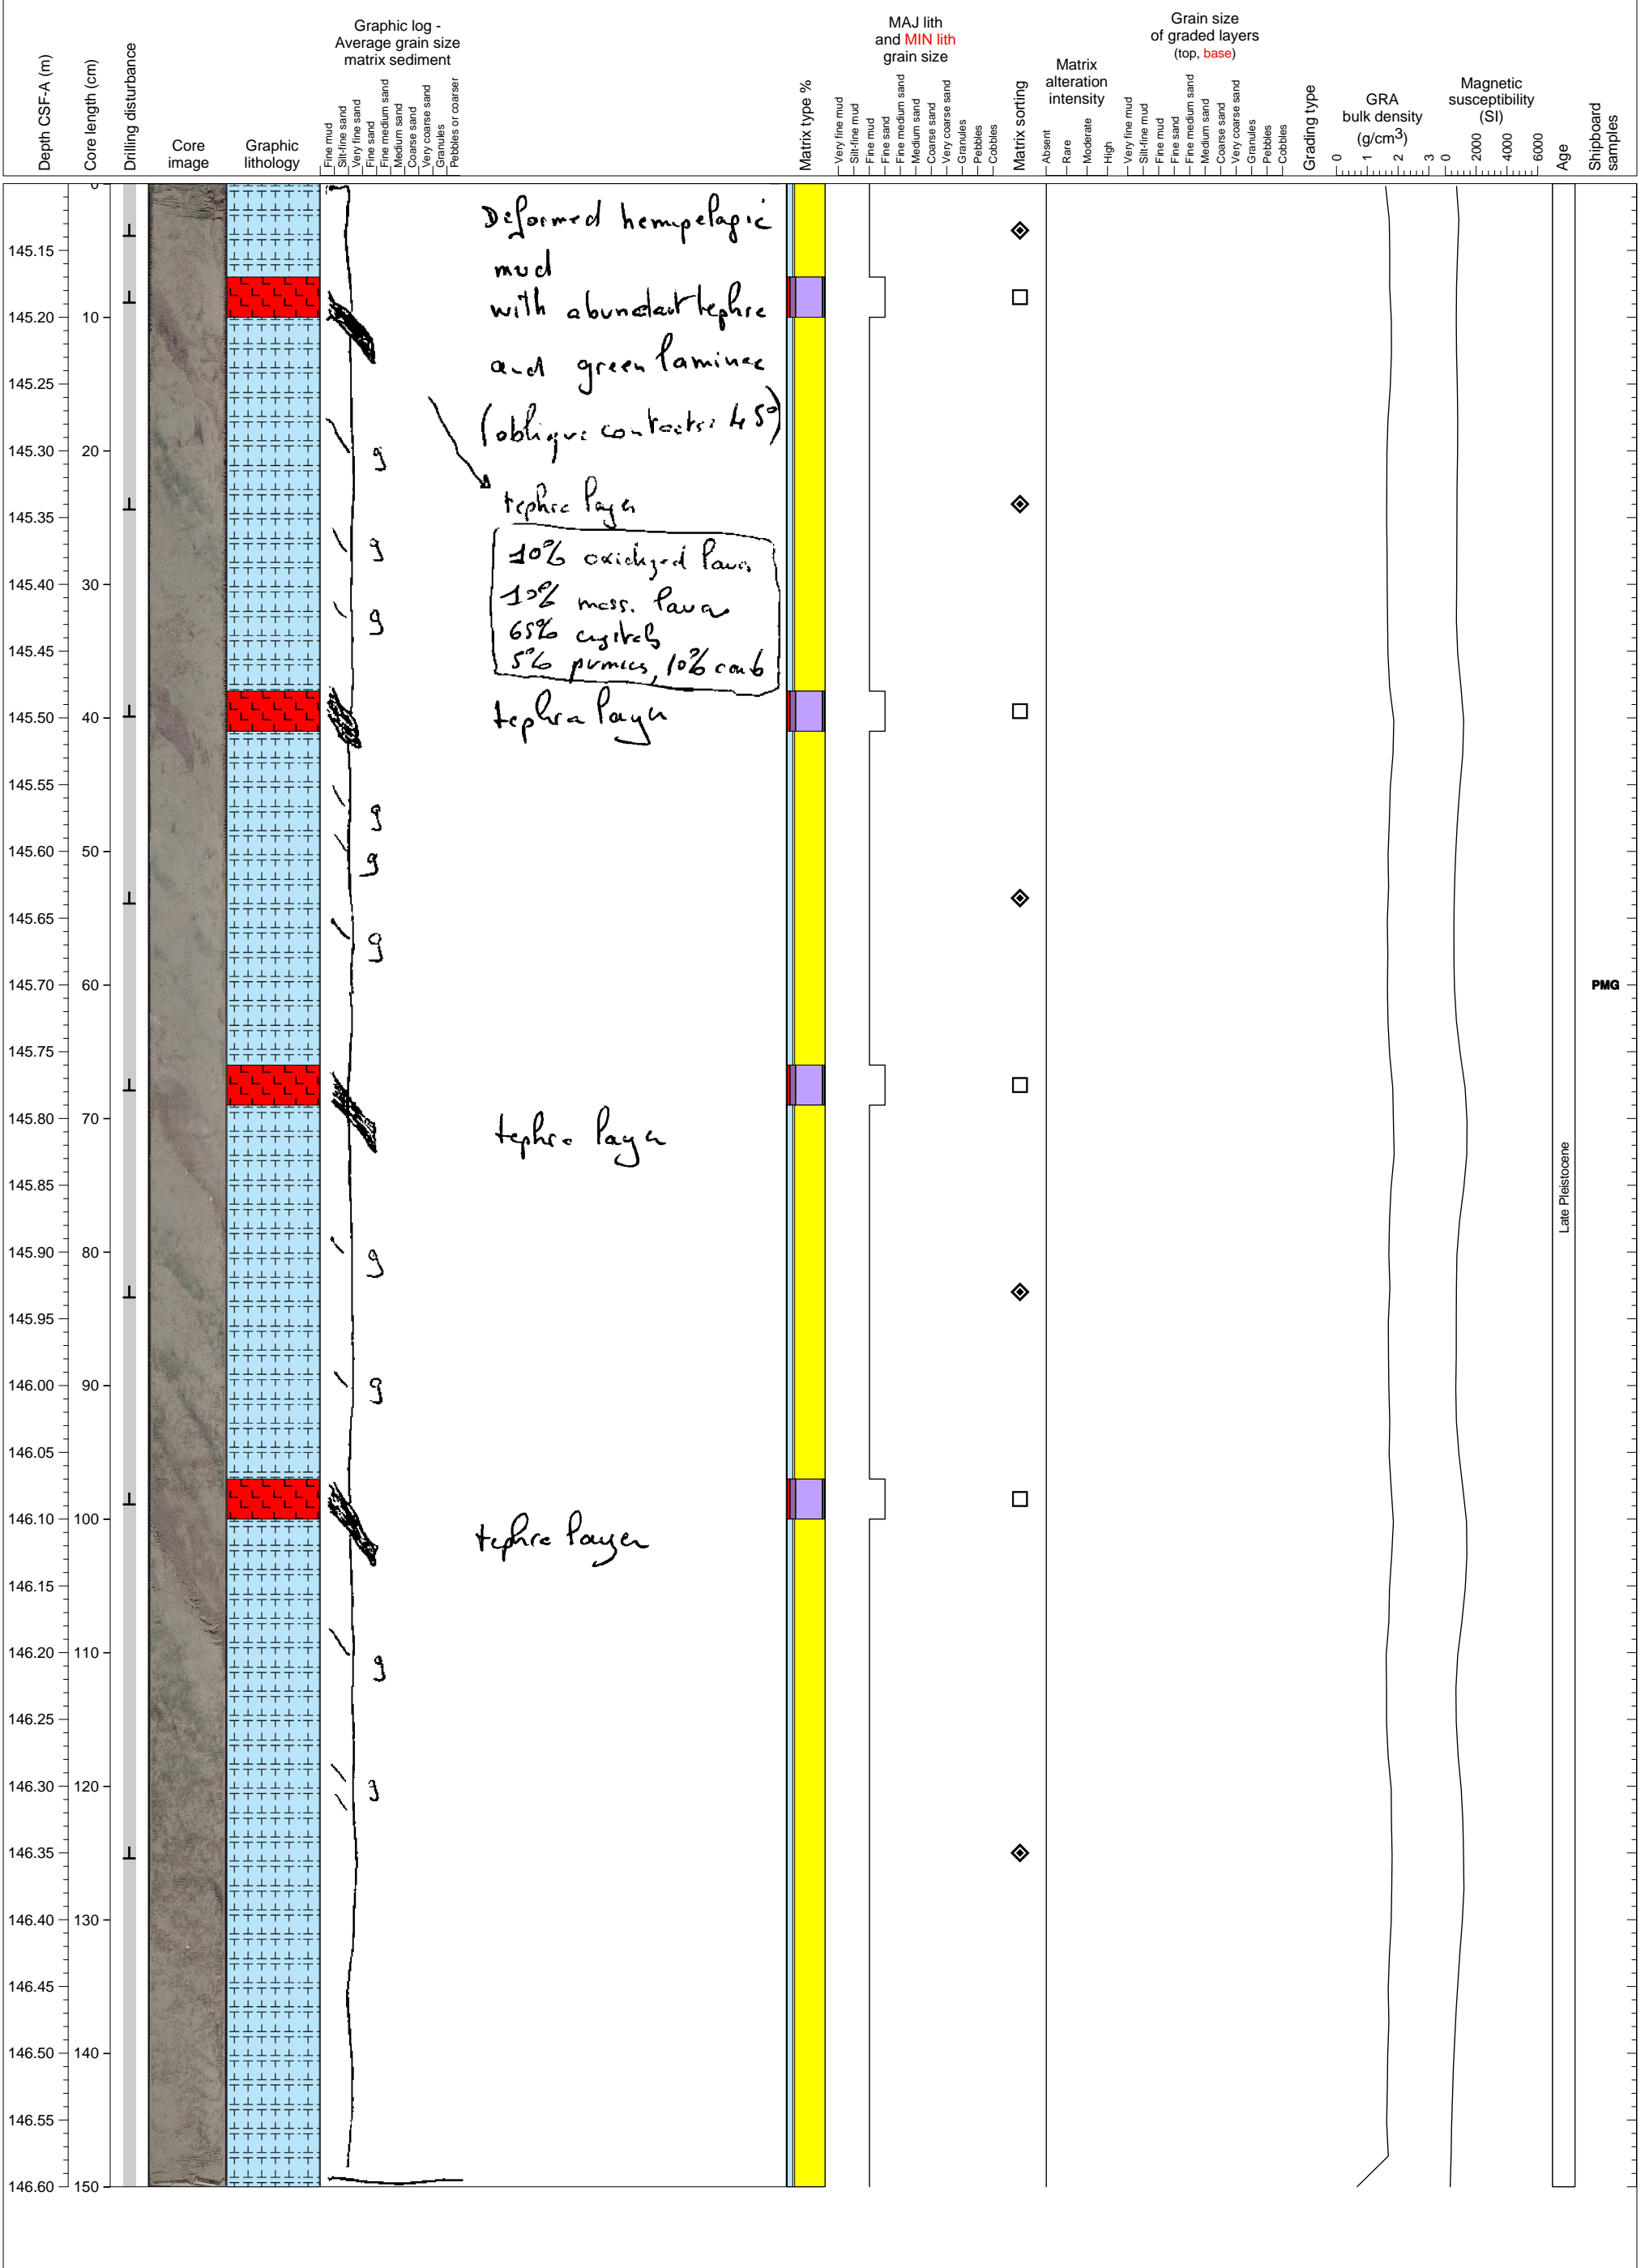 Depth CSF-A (m)
Core length (cm)
Drilling disturbance
Core
image
Graphic
lithology
Graphic log -
Average grain size
matrix sediment
Fine mud
Silt-fine sand
Very fine sand
Fine sand
Fine medium sand
Medium sand
Coarse sand
Very coarse sand
Granules
Pebbles or coarser
Matrix type %
MAJ lith
and MIN lith
grain size
Very fine mud
Silt-fine mud
Fine mud
Fine sand
Fine medium sand
Medium sand
Coarse sand
Very coarse sand
Granules
Pebbles
Cobbles
Matrix sorting
Matrix
alteration
intensity
Absent
Rare
Moderate
High
Grain size
of graded layers
(top, base)
Very fine mud
Silt-fine mud
Fine mud
Fine sand
Fine medium sand
Medium sand
Coarse sand
Very coarse sand
Granules
Pebbles
Cobbles
Grading type
GRA
bulk density
(g/cm3)
0 1 2 3
Magnetic
susceptibility
(SI)
0 2000 4000 6000
Age
Shipboard
samples
0
145.15
145.20 10
145.25
145.30 20
145.35
145.40 30
145.45
145.50 40
145.55
145.60 50
145.65
145.70 60
145.75
145.80 70
145.85
145.90 80
145.95
146.00 90
146.05
146.10 100
146.15
146.20 110
146.25
146.30 120
146.35
146.40 130
146.45
146.50 140
146.55
146.60 150
Deformed hemipelagic
mud
with abundant tephra
and green laminae
(oblique contacts: 45°)
g
tephra layer
g
10% oxidized lava
10% mass. lava
g
65% crystals
5% pumices, 10% carb
tephra layer
g
g
g
tephra layer
g
g
tephra layer
g
g
PMG
Late Pleistocene